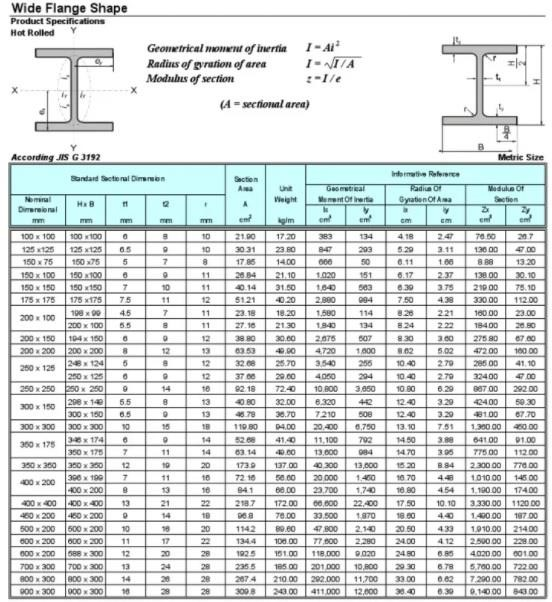 Wide Flange Shape
Product Specifications
Hot Rolled
Y
Geometrical moment of inertia I = Ai²
Radius of gyration of area I = √I / A
Modulus of section z = I / e
(A = sectional area)
X X
Y
t₂
r
t₁
H
B
According JIS G 3192 Metric Size
Standard Sectional Dimension Section Area Unit Weight Informative Reference
Geometrical Moment Of Inertia Radius Of Gyration Of Area Modulus Of Section
Nominal Dimensional H x B t1 t2 r A Ix Iy ix iy Zx Zy
mm mm mm mm mm cm² kg/m cm⁴ cm⁴ cm cm cm³ cm³
100 x 100 100 x100 6 8 10 21.90 17.20 383 134 4.18 2.47 76.50 26.7
125 x125 125 x125 6.5 9 10 30.31 23.80 847 293 5.29 3.11 136.00 47.00
150 x 75 150 x75 5 7 8 17.85 14.00 666 50 6.11 1.66 8.88 13.20
150 x 100 150 x100 6 9 11 26.84 21.10 1,020 151 6.17 2.37 138.00 30.10
150 x 150 150 x150 7 10 11 40.14 31.50 1,640 563 6.39 3.75 219.00 75.10
175 x 175 175 x175 7.5 11 12 51.21 40.20 2,880 984 7.50 4.38 330.00 112.00
200 x 100 198 x 99 4.5 7 11 23.18 18.20 1,580 114 8.26 2.21 160.00 23.00
200 x 100 5.5 8 11 27.16 21.30 1,840 134 8.24 2.22 184.00 26.80
200 x 150 194 x 150 6 9 12 38.80 30.60 2,675 507 8.30 3.60 275.80 67.60
200 x 200 200 x 200 8 12 13 63.53 49.90 4,720 1,600 8.62 5.02 472.00 160.00
250 x 125 248 x 124 5 8 12 32.68 25.70 3,540 255 10.40 2.79 285.00 41.10
250 x 125 6 9 12 37.66 29.60 4,050 294 10.40 2.79 324.00 47.00
250 x 250 250 x 250 9 14 16 92.18 72.40 10,800 3,650 10.80 6.29 867.00 292.00
300 x 150 298 x 149 5.5 8 13 40.80 32.00 6,320 442 12.40 3.29 424.00 59.30
300 x 150 6.5 9 13 46.78 36.70 7,210 508 12.40 3.29 481.00 67.70
300 x 300 300 x 300 10 15 18 119.80 94.00 20,400 6,750 13.10 7.51 1,360.00 450.00
350 x 175 346 x 174 6 9 14 52.68 41.40 11,100 792 14.50 3.88 641.00 91.00
350 x 175 7 11 14 63.14 49.60 13,600 984 14.70 3.95 775.00 112.00
350 x 350 350 x 350 12 19 20 173.9 137.00 40,300 13,600 15.20 8.84 2,300.00 776.00
400 x 200 396 x 199 7 11 16 72.16 56.60 20,000 1,450 16.70 4.48 1,010.00 145.00
400 x 200 8 13 16 84.1 66.00 23,700 1,740 16.80 4.54 1,190.00 174.00
400 x 400 400 x 400 13 21 22 218.7 172.00 66,600 22,400 17.50 10.10 3,330.00 1120.00
450 x 200 450 x 200 9 14 18 96.8 76.00 33,500 1,870 18.60 4.40 1,490.00 187.00
500 x 200 500 x 200 10 16 20 114.2 89.60 47,800 2,140 20.50 4.33 1,910.00 214.00
600 x 200 600 x 200 11 17 22 134.4 106.00 77,600 2,280 24.00 4.12 2,590.00 228.00
600 x 200 588 x 300 12 20 28 192.5 151.00 118,000 9,020 24.80 6.85 4,020.00 601.00
700 x 300 700 x 300 13 24 28 235.5 185.00 201,000 10,800 29.30 6.78 5,760.00 722.00
800 x 300 800 x 300 14 26 28 267.4 210.00 292,000 11,700 33.00 6.62 7,290.00 782.00
900 x 300 900 x 300 16 28 28 309.8 243.00 411,000 12,600 36.40 6.39 9,140.00 843.00